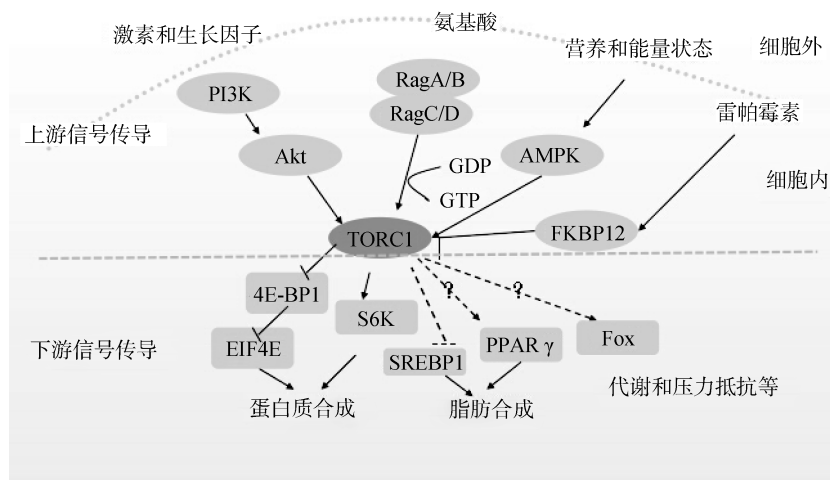 激素和生长因子
氨基酸
营养和能量状态
细胞外
PI3K
RagA/B
RagC/D
雷帕霉素
上游信号传导
Akt
GDP
AMPK
GTP
细胞内
TORC1
FKBP12
4E-BP1
S6K
?
?
EIF4E
SREBP1
PPAR γ
Fox
下游信号传导
代谢和压力抵抗等
蛋白质合成
脂肪合成